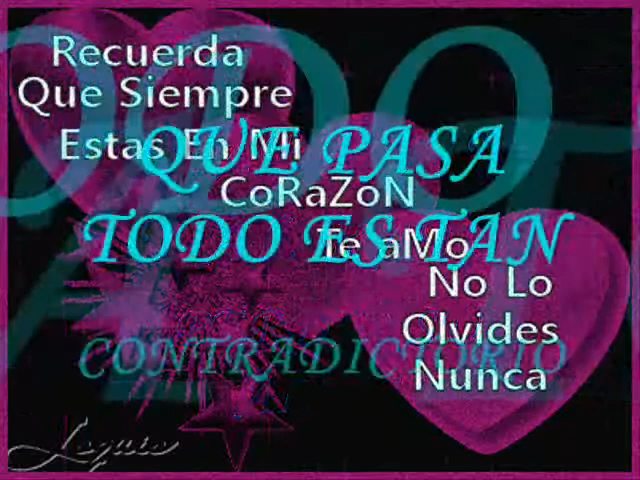 Recuerda
Que Siempre
Estas En Mi
QUE PASA
CoRaZoN
TODO ES TAN
Te aMo
No Lo
Olvides
CONTRADICTORIO
Nunca